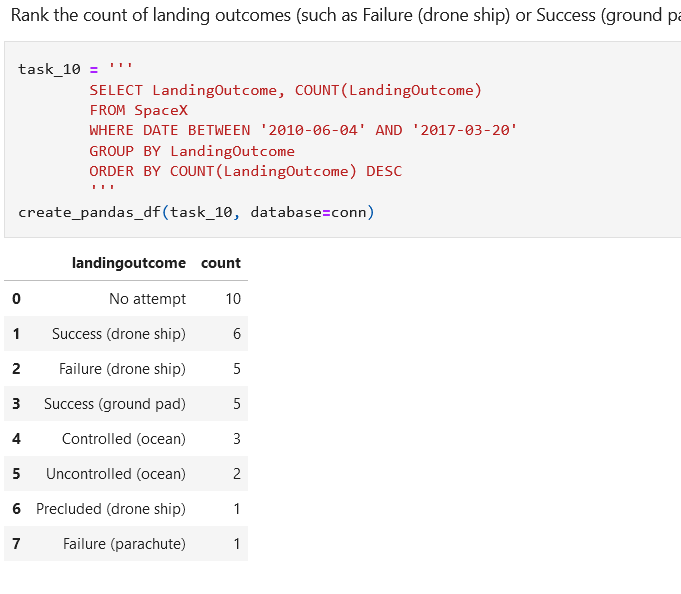 Rank the count of landing outcomes (such as Failure (drone ship) or Success (ground
task_10 = '''
SELECT LandingOutcome, COUNT(LandingOutcome)
FROM SpaceX
WHERE DATE BETWEEN '2010-06-04' AND '2017-03-20'
GROUP BY LandingOutcome
ORDER BY COUNT(LandingOutcome) DESC
'''
create_pandas_df(task_10, database=conn)
landingoutcome count
0 No attempt 10
1 Success (drone ship) 6
2 Failure (drone ship) 5
3 Success (ground pad) 5
4 Controlled (ocean) 3
5 Uncontrolled (ocean) 2
6 Precluded (drone ship) 1
7 Failure (parachute) 1